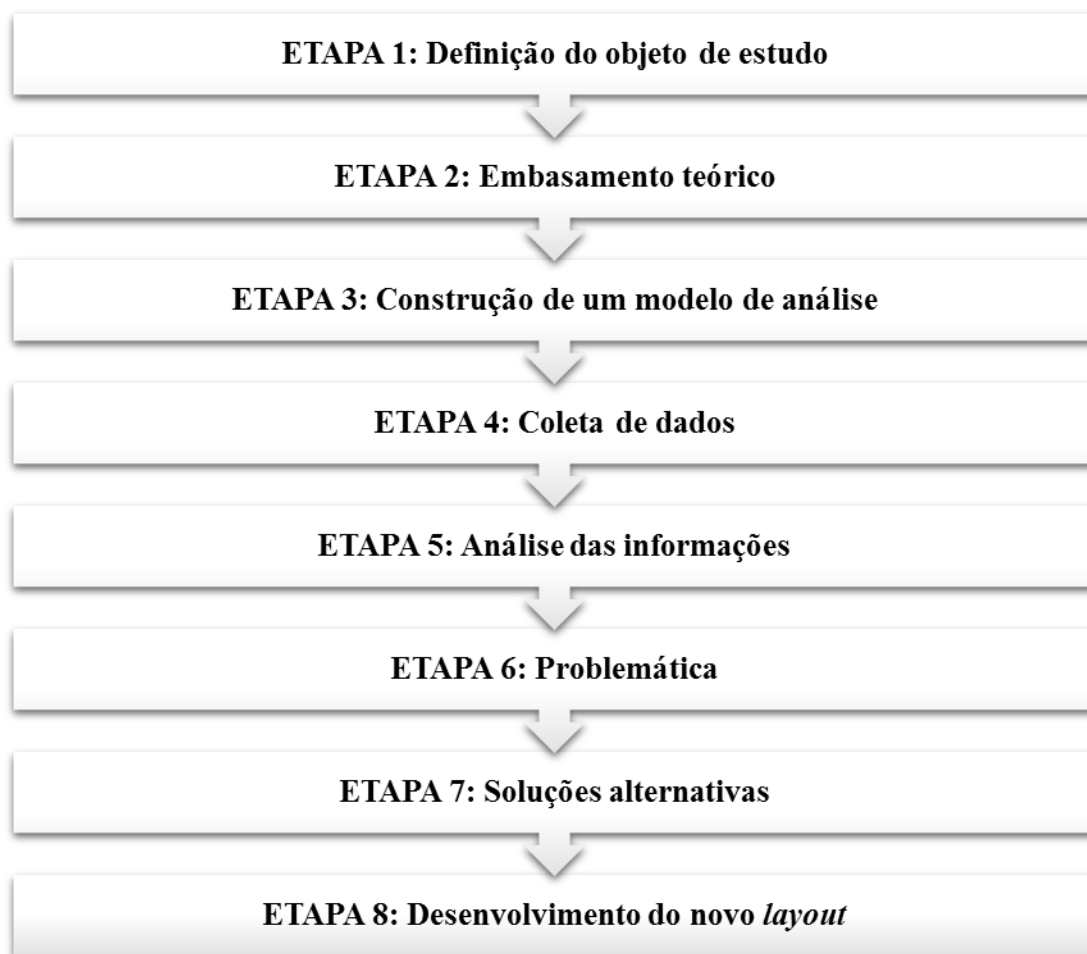 ETAPA 1: Definição do objeto de estudo
ETAPA 2: Embasamento teórico
ETAPA 3: Construção de um modelo de análise
ETAPA 4: Coleta de dados
ETAPA 5: Análise das informações
ETAPA 6: Problemática
ETAPA 7: Soluções alternativas
ETAPA 8: Desenvolvimento do novo layout